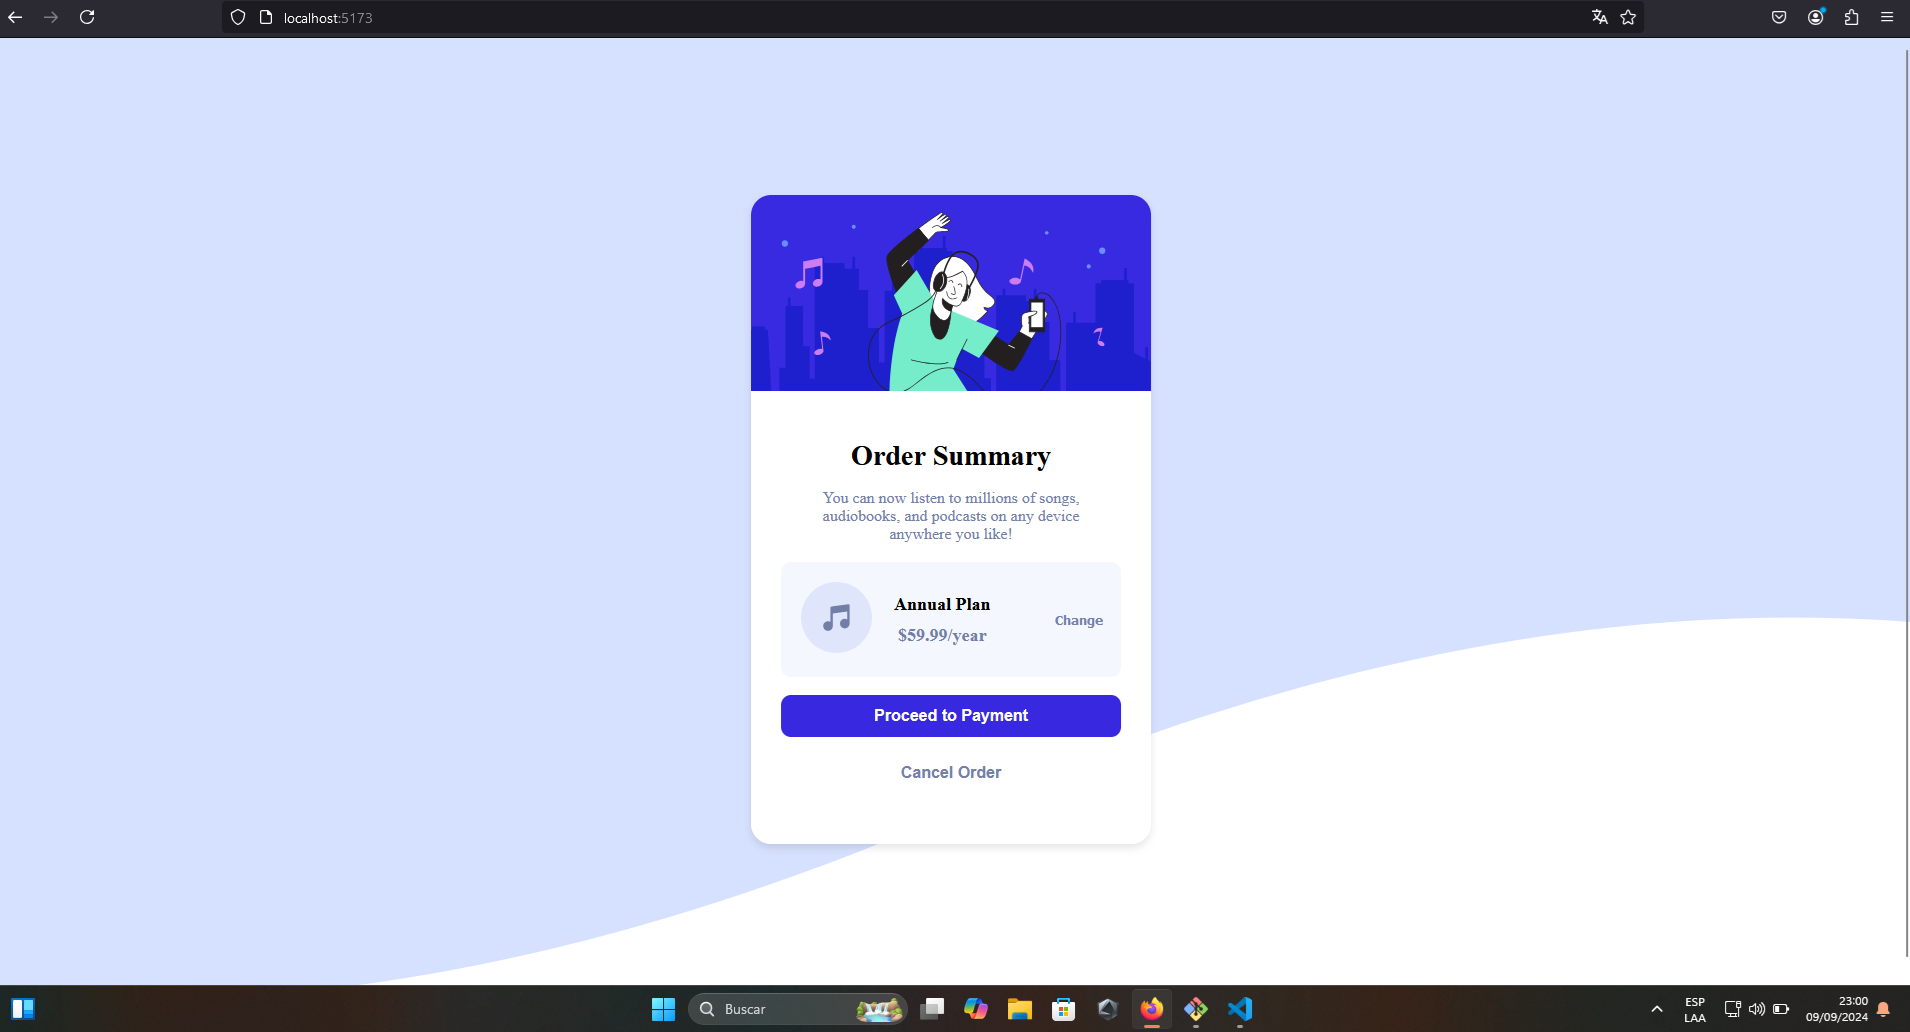 localhost:5173
Order Summary
You can now listen to millions of songs,
audiobooks, and podcasts on any device
anywhere you like!
Annual Plan
$59.99/year
Change
Proceed to Payment
Cancel Order
Buscar
ESP
LAA
23:00
09/09/2024